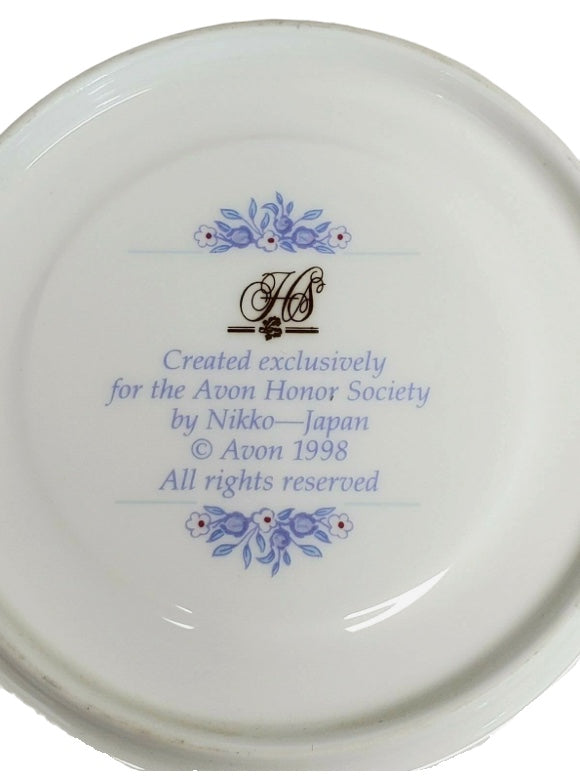 HS
Created exclusively
for the Avon Honor Society
by Nikko—Japan
© Avon 1998
All rights reserved